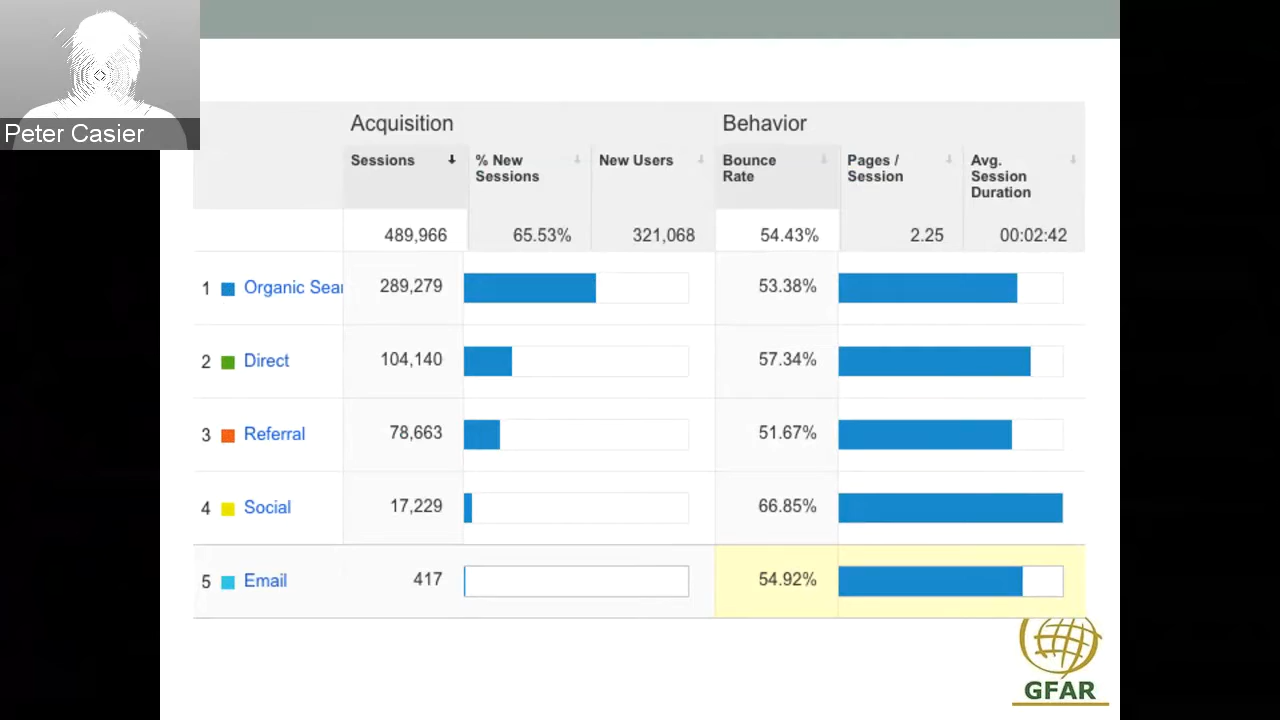 Peter Casier
Acquisition Behavior
Sessions % New Sessions New Users Bounce Rate Pages / Session Avg. Session Duration
489,966 65.53% 321,068 54.43% 2.25 00:02:42
1 Organic Sear 289,279 53.38%
2 Direct 104,140 57.34%
3 Referral 78,663 51.67%
4 Social 17,229 66.85%
5 Email 417 54.92%
GFAR